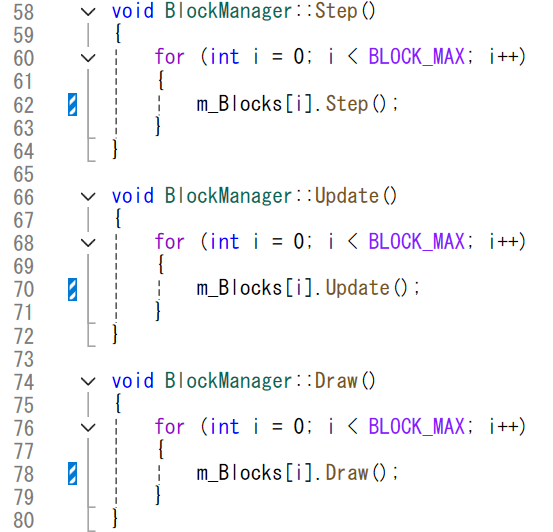 58 void BlockManager::Step()
59 {
60 for (int i = 0; i < BLOCK_MAX; i++)
61 {
62 m_Blocks[i].Step();
63 }
64 }
65
66 void BlockManager::Update()
67 {
68 for (int i = 0; i < BLOCK_MAX; i++)
69 {
70 m_Blocks[i].Update();
71 }
72 }
73
74 void BlockManager::Draw()
75 {
76 for (int i = 0; i < BLOCK_MAX; i++)
77 {
78 m_Blocks[i].Draw();
79 }
80 }